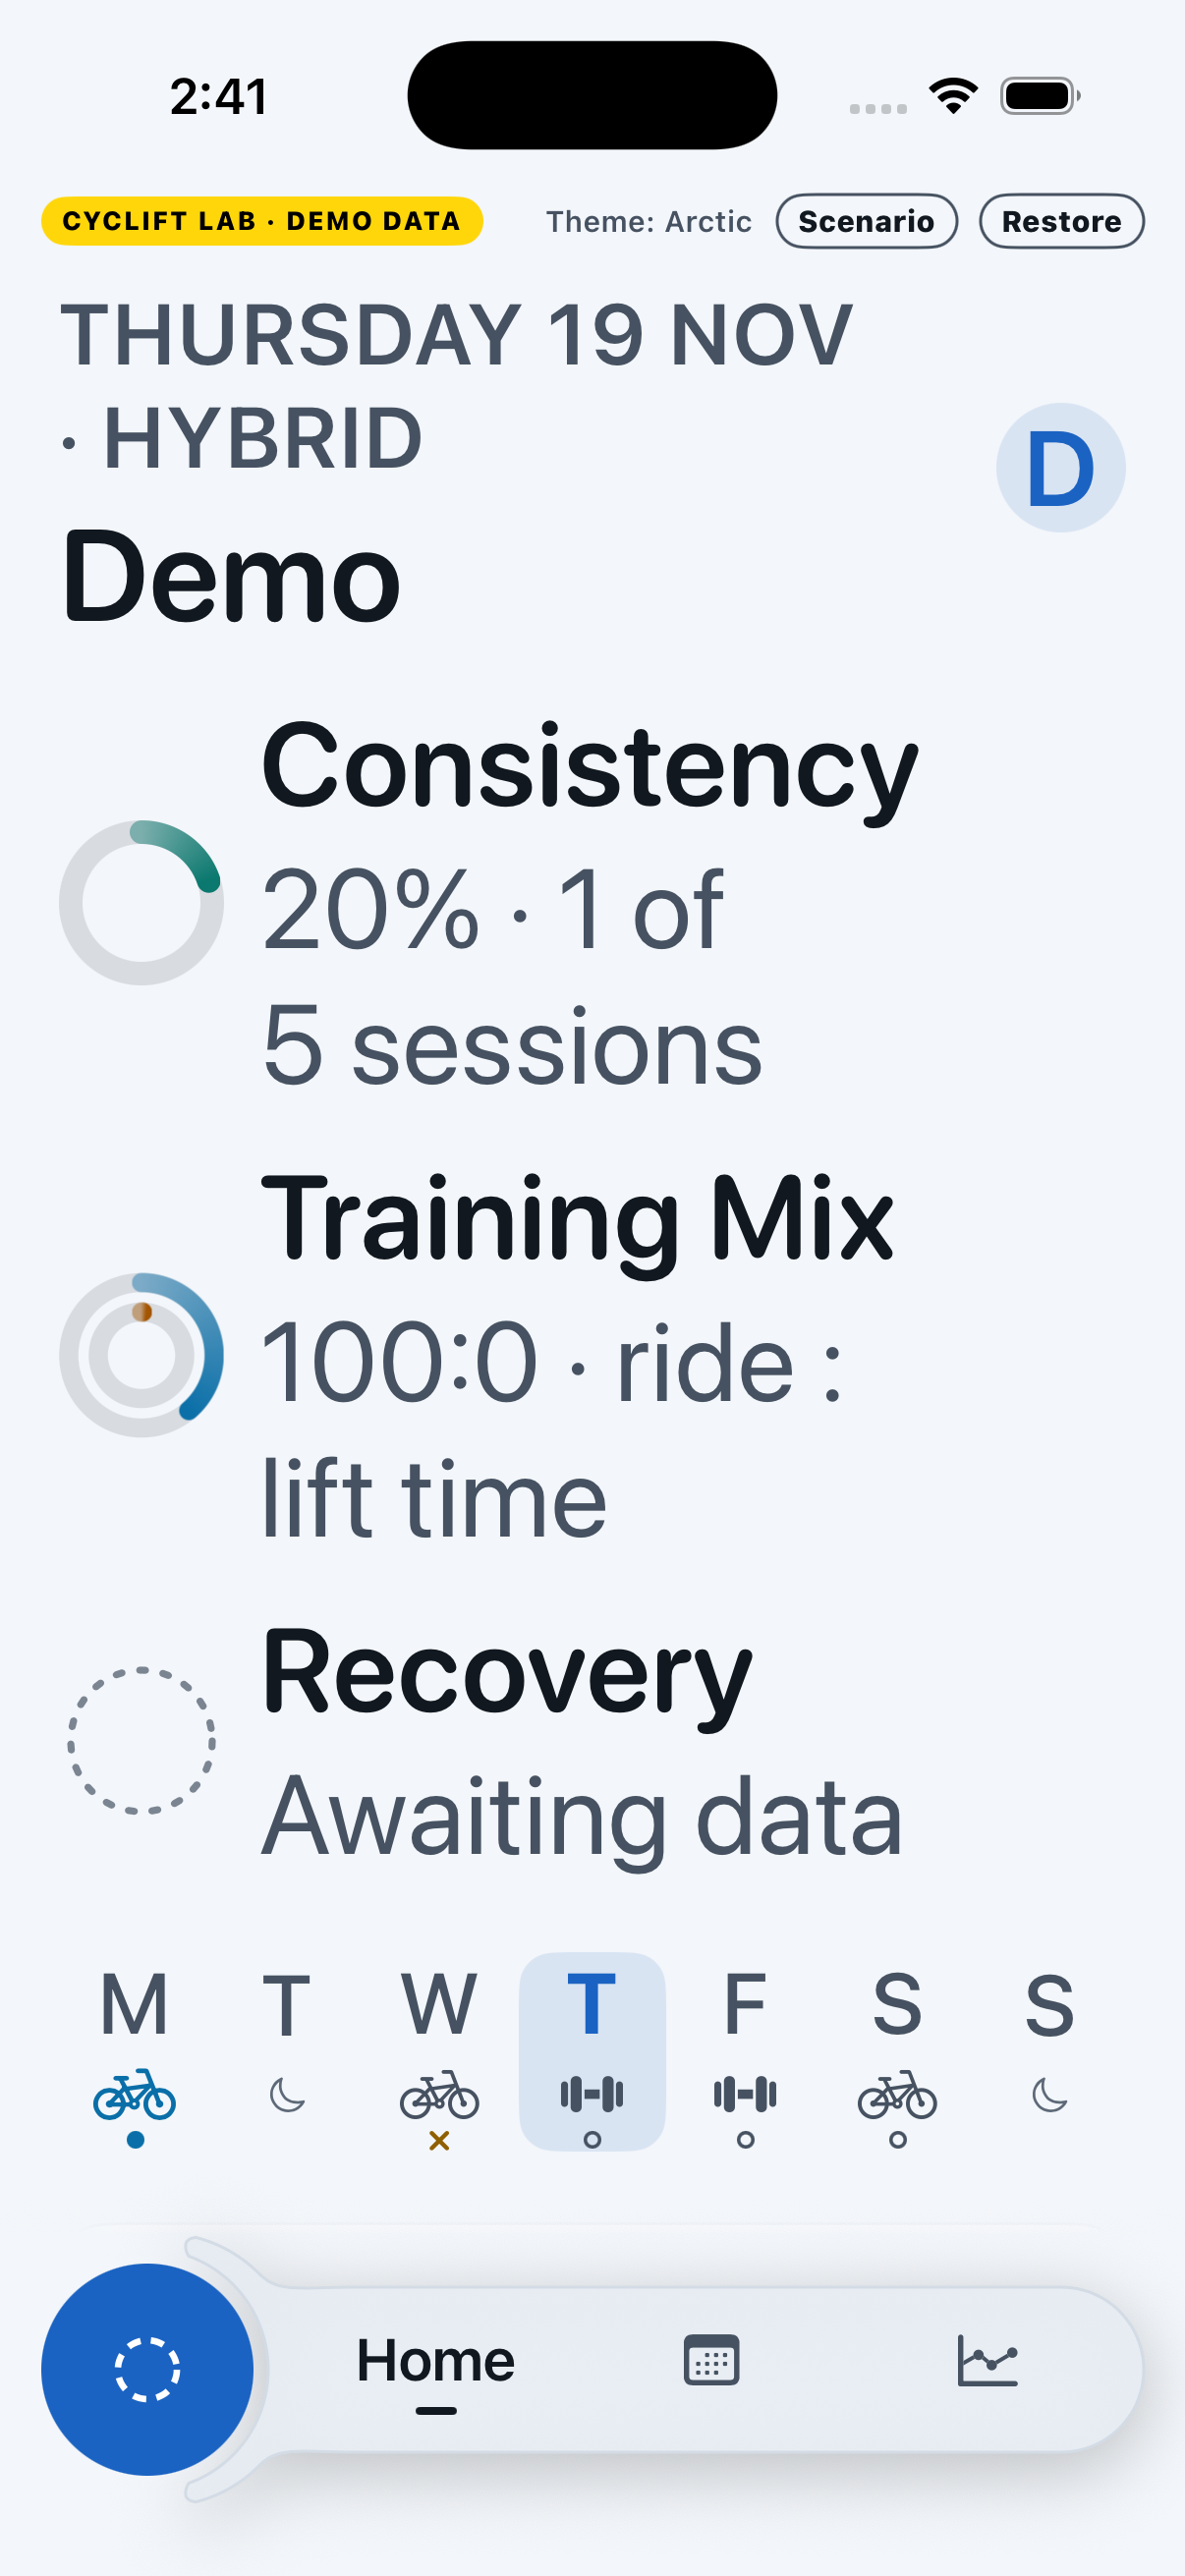 2:41
CYCLIFT LAB · DEMO DATA
Theme: Arctic
Scenario
Restore
THURSDAY 19 NOV
· HYBRID
D
Demo
Consistency
20% · 1 of
5 sessions
Training Mix
100:0 · ride :
lift time
Recovery
Awaiting data
M T W T F S S
Home